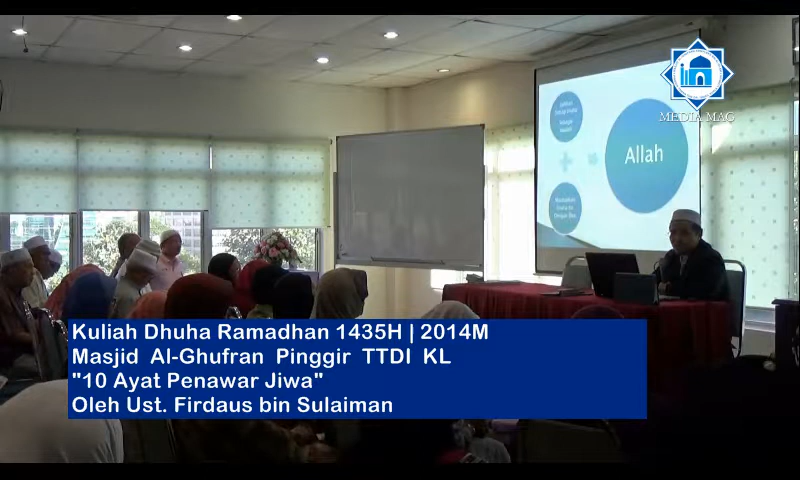 MEDIA MAG
Allah
Kuliah Dhuha Ramadhan 1435H | 2014M
Masjid Al-Ghufran Pinggir TTDI KL
"10 Ayat Penawar Jiwa"
Oleh Ust. Firdaus bin Sulaiman